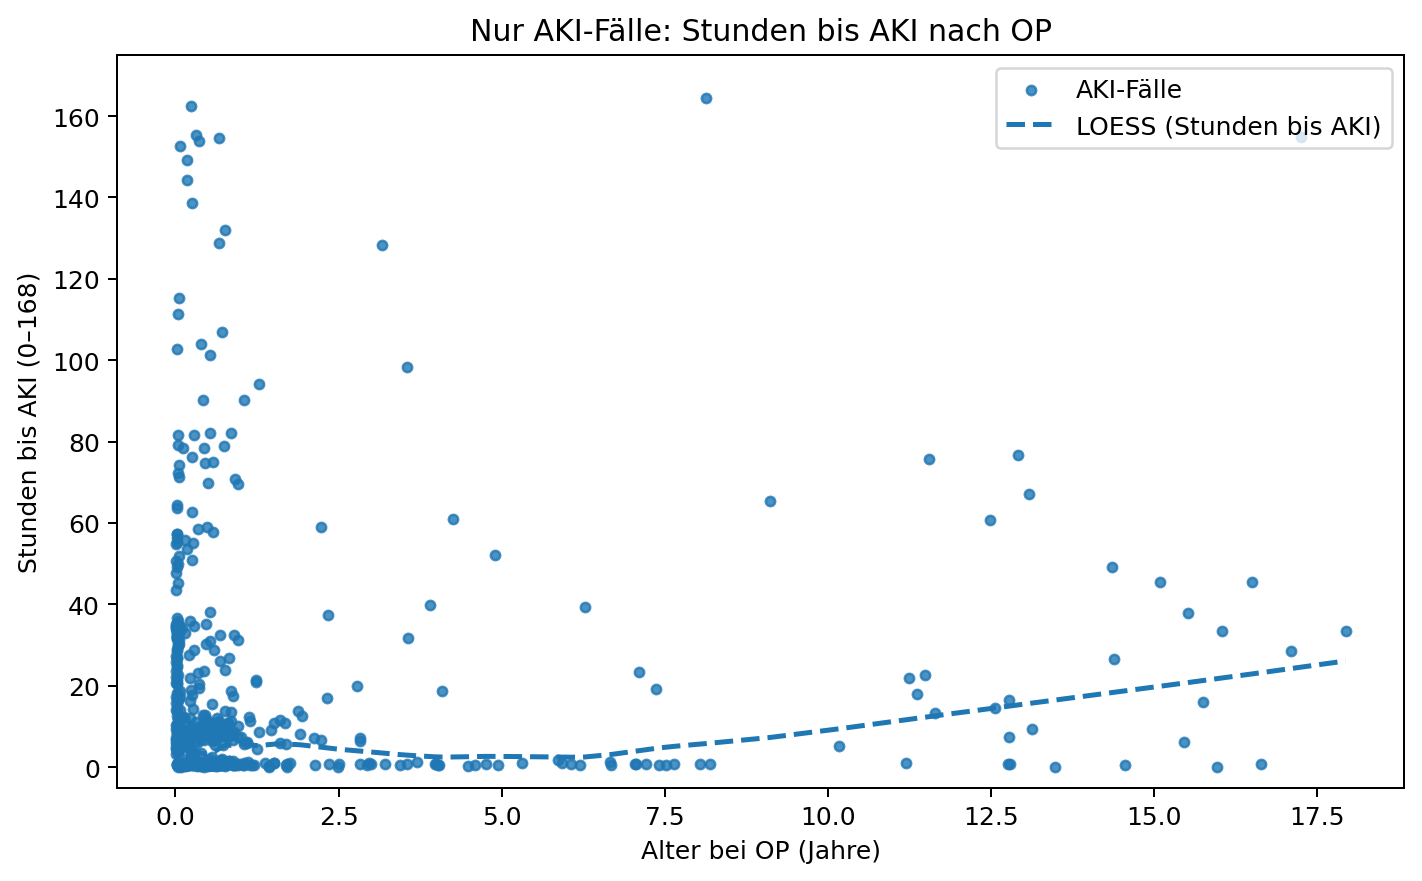 Nur AKI-Fälle: Stunden bis AKI nach OP
AKI-Fälle
LOESS (Stunden bis AKI)
Stunden bis AKI (0–168)
160
140
120
100
80
60
40
20
0
0.0 2.5 5.0 7.5 10.0 12.5 15.0 17.5
Alter bei OP (Jahre)